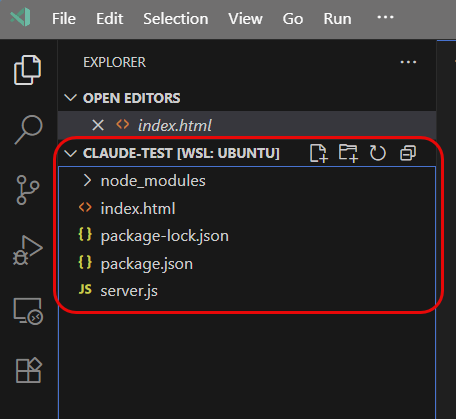 File Edit Selection View Go Run ···
EXPLORER ···
OPEN EDITORS
<> index.html
CLAUDE-TEST [WSL: UBUNTU]
node_modules
<> index.html
{} package-lock.json
{} package.json
JS server.js